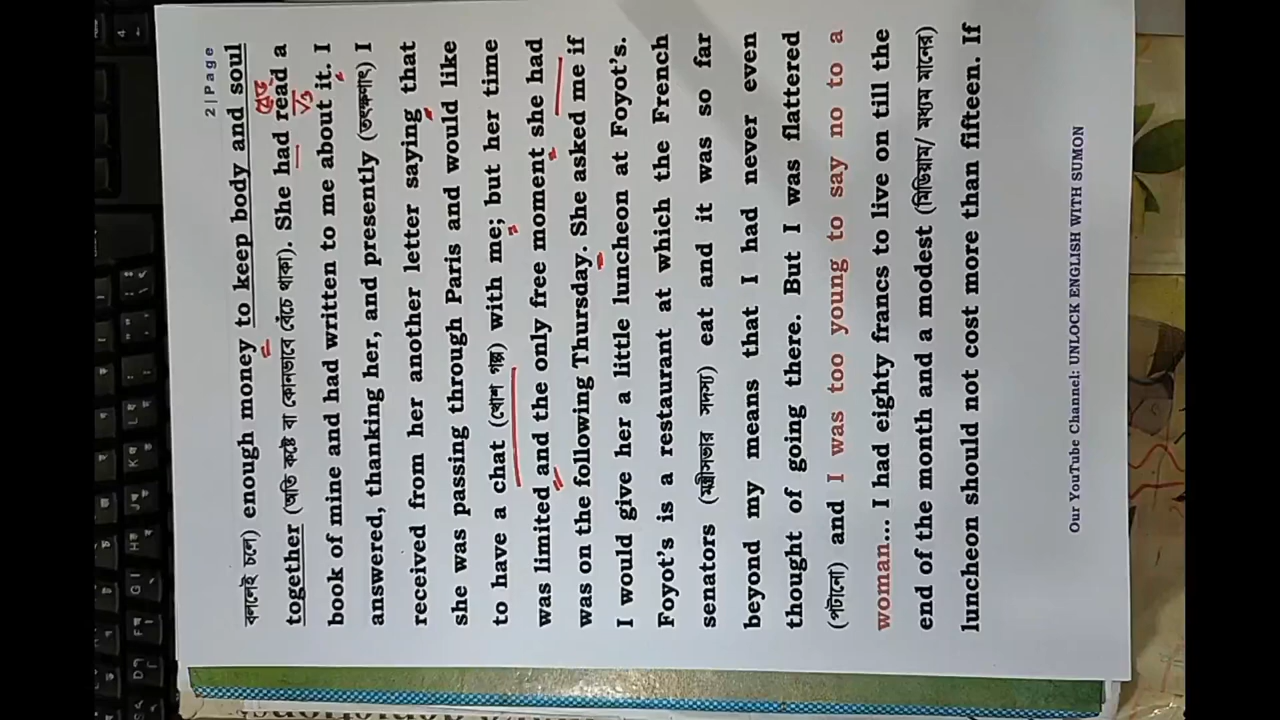 2|Page
বললেই চলে) enough money to keep body and soul
together (অতি কষ্টে বা কোনভাবে বেঁচে থাকা). She had read a
রেড
V3
book of mine and had written to me about it. I
answered, thanking her, and presently (তৎক্ষণাৎ) I
received from her another letter saying that
she was passing through Paris and would like
to have a chat (খোশ গল্প) with me; but her time
was limited and the only free moment she had
was on the following Thursday. She asked me if
I would give her a little luncheon at Foyot's.
Foyot's is a restaurant at which the French
senators (মন্ত্রীসভার সদস্য) eat and it was so far
beyond my means that I had never even
thought of going there. But I was flattered
(পটানো) and I was too young to say no to a
woman... I had eighty francs to live on till the
end of the month and a modest (মিডিয়াম/ মধ্যম মানের)
luncheon should not cost more than fifteen. If
Our YouTube Channel: UNLOCK ENGLISH WITH SUMON